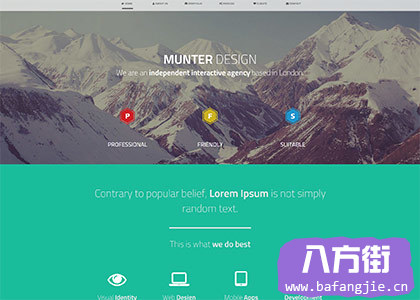 MUNTER DESIGN
We are an independent interactive agency based in London.
P F S
PROFESSIONAL FRIENDLY SUITABLE
Contrary to popular belief, Lorem Ipsum is not simply
random text.
This is what we do best
Visual Identity Web Design Mobile Apps Development
八方街
www.bafangjie.cn